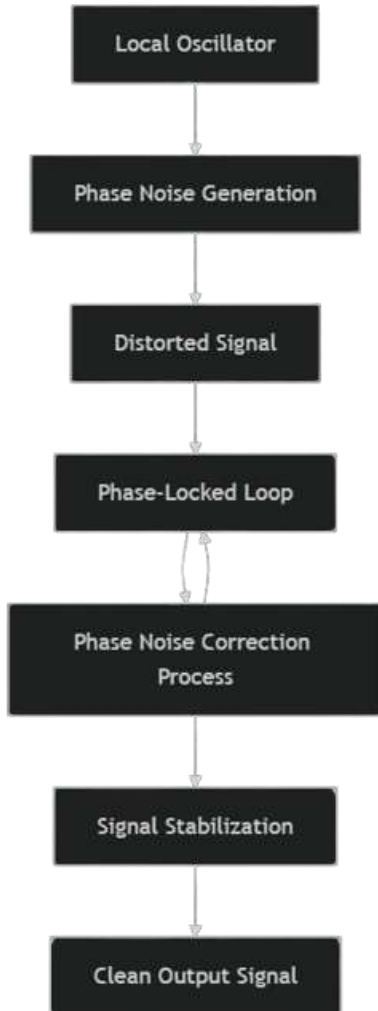 Local Oscillator
Phase Noise Generation
Distorted Signal
Phase-Locked Loop
Phase Noise Correction
Process
Signal Stabilization
Clean Output Signal